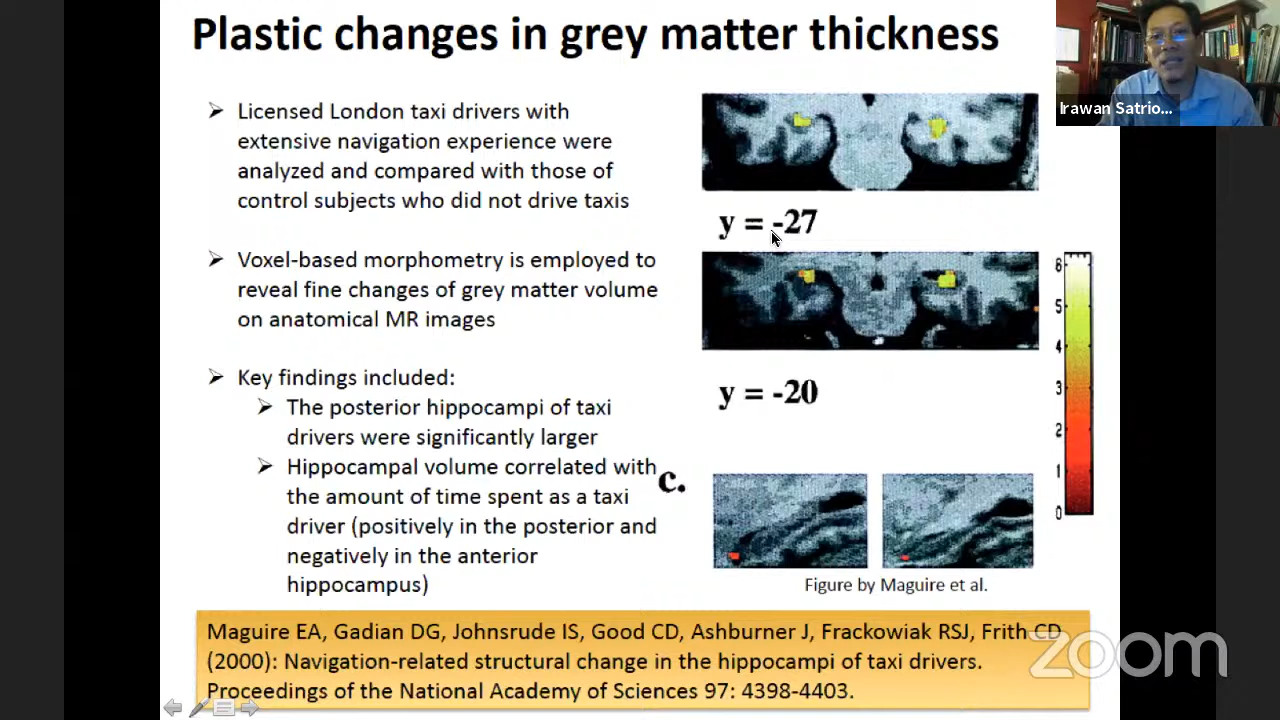 Plastic changes in grey matter thickness
Irawan Satrio...
➢ Licensed London taxi drivers with
extensive navigation experience were
analyzed and compared with those of
control subjects who did not drive taxis
➢ Voxel-based morphometry is employed to
reveal fine changes of grey matter volume
on anatomical MR images
➢ Key findings included:
➢ The posterior hippocampi of taxi
drivers were significantly larger
➢ Hippocampal volume correlated with
the amount of time spent as a taxi
driver (positively in the posterior and
negatively in the anterior
hippocampus)
y = -27
y = -20
6
5
4
3
2
1
0
c.
Figure by Maguire et al.
Maguire EA, Gadian DG, Johnsrude IS, Good CD, Ashburner J, Frackowiak RSJ, Frith CD
(2000): Navigation-related structural change in the hippocampi of taxi drivers.
Proceedings of the National Academy of Sciences 97: 4398-4403.
zoom